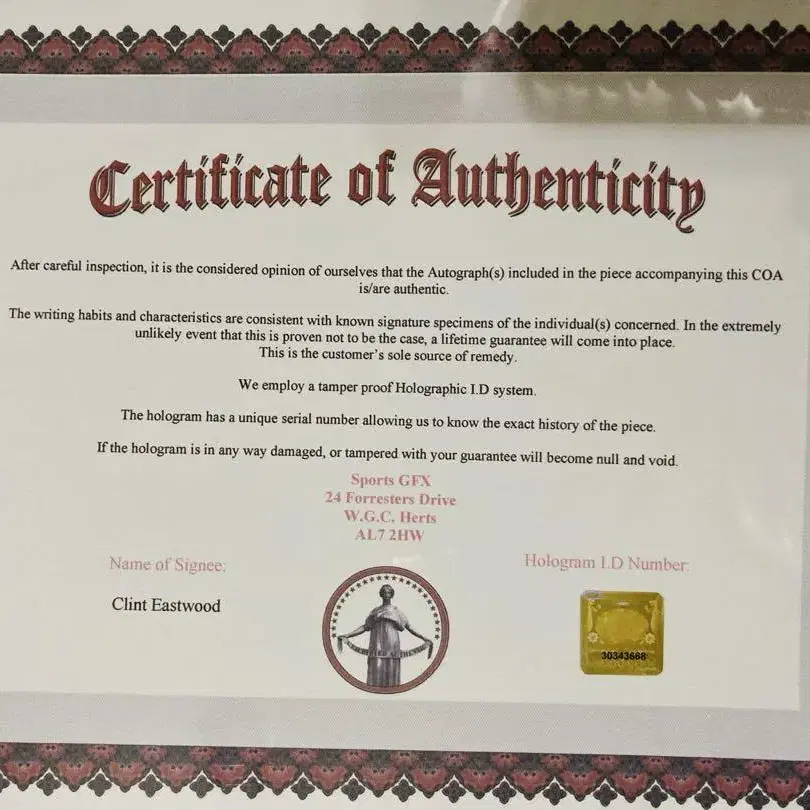 Certificate of Authenticity
After careful inspection, it is the considered opinion of ourselves that the Autograph(s) included in the piece accompanying this COA
is/are authentic.
The writing habits and characteristics are consistent with known signature specimens of the individual(s) concerned. In the extremely
unlikely event that this is proven not to be the case, a lifetime guarantee will come into place.
This is the customer's sole source of remedy.
We employ a tamper proof Holographic I.D system.
The hologram has a unique serial number allowing us to know the exact history of the piece.
If the hologram is in any way damaged, or tampered with your guarantee will become null and void.
Sports GFX
24 Forresters Drive
W.G.C, Herts
AL7 2HW
Name of Signee:
Hologram I.D Number:
Clint Eastwood
30343668